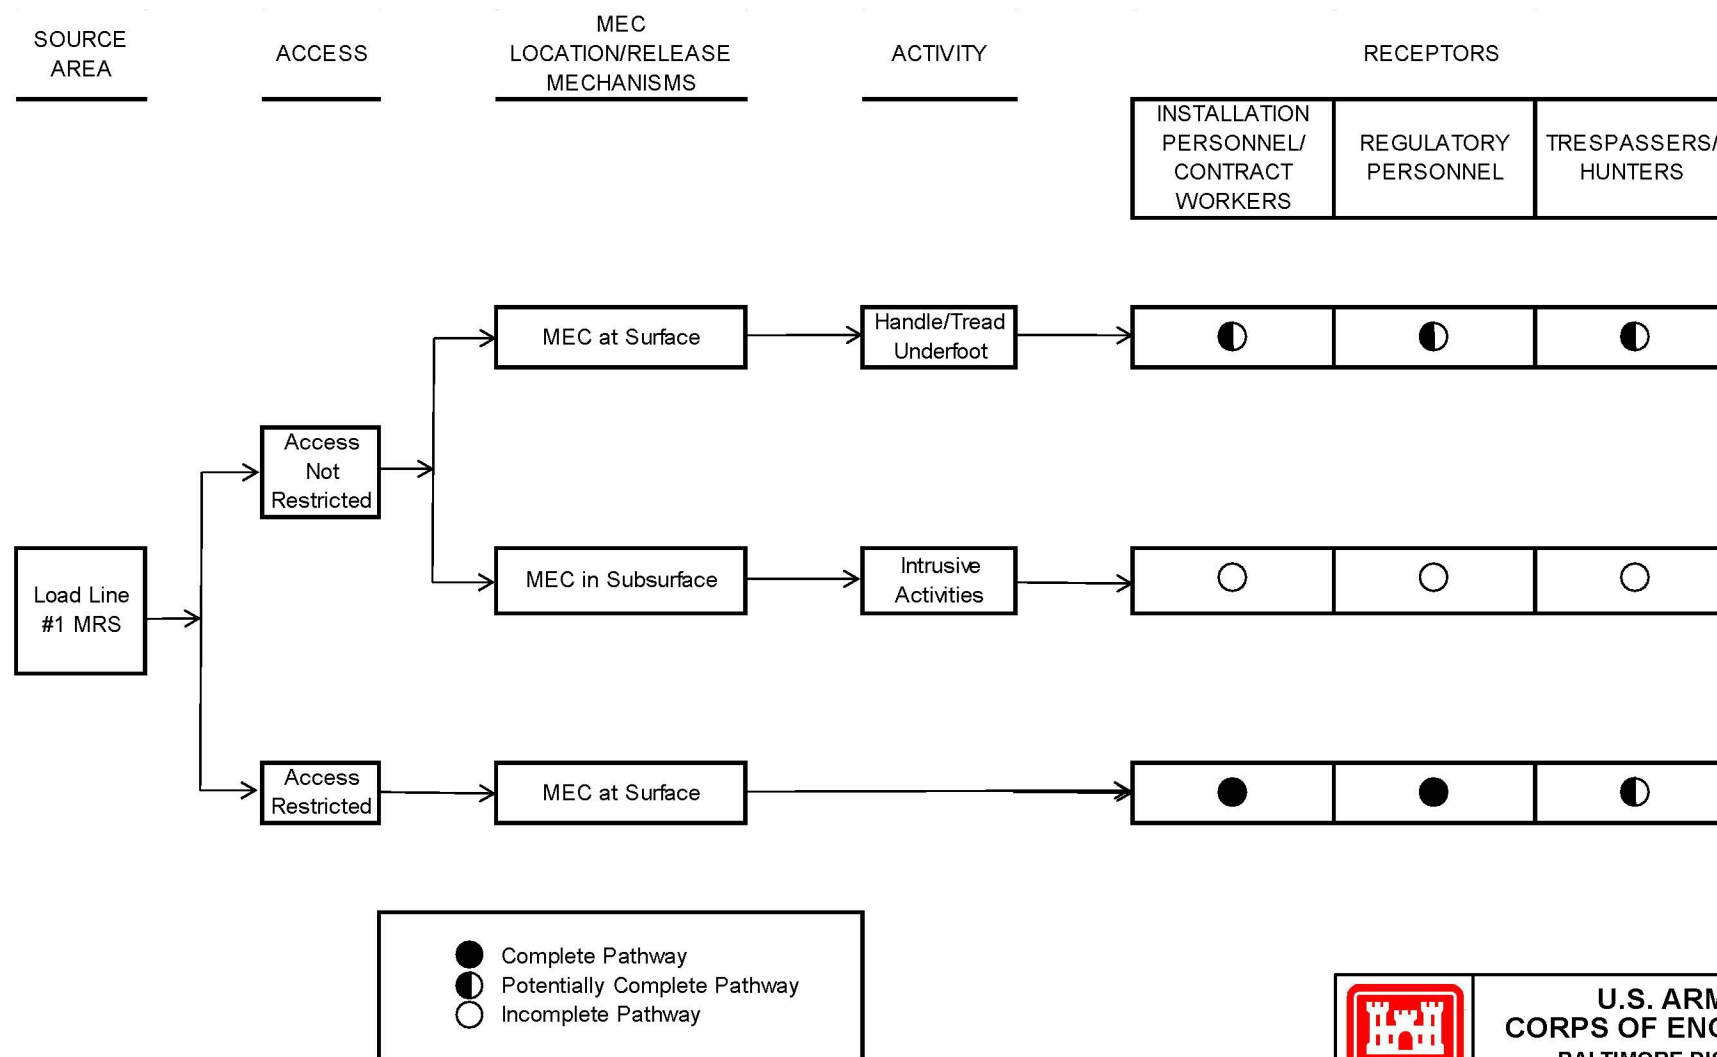 SOURCE
AREA
ACCESS
MEC
LOCATION/RELEASE
MECHANISMS
ACTIVITY
RECEPTORS
INSTALLATION
PERSONNEL/
CONTRACT
WORKERS
REGULATORY
PERSONNEL
TRESPASSERS/
HUNTERS
MEC at Surface
Handle/Tread
Underfoot
Access
Not
Restricted
MEC in Subsurface
Intrusive
Activities
Load Line
#1 MRS
Access
Restricted
MEC at Surface
Complete Pathway
Potentially Complete Pathway
Incomplete Pathway
U.S. ARM
CORPS OF ENG
BALTIMORE DIS